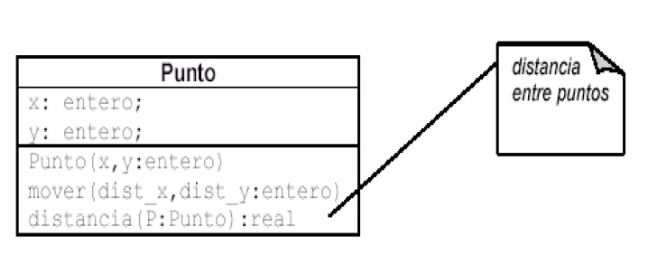 Punto
x: entero;
y: entero;
Punto(x,y:entero)
mover(dist_x,dist_y:entero)
distancia(P:Punto):real
distancia
entre puntos